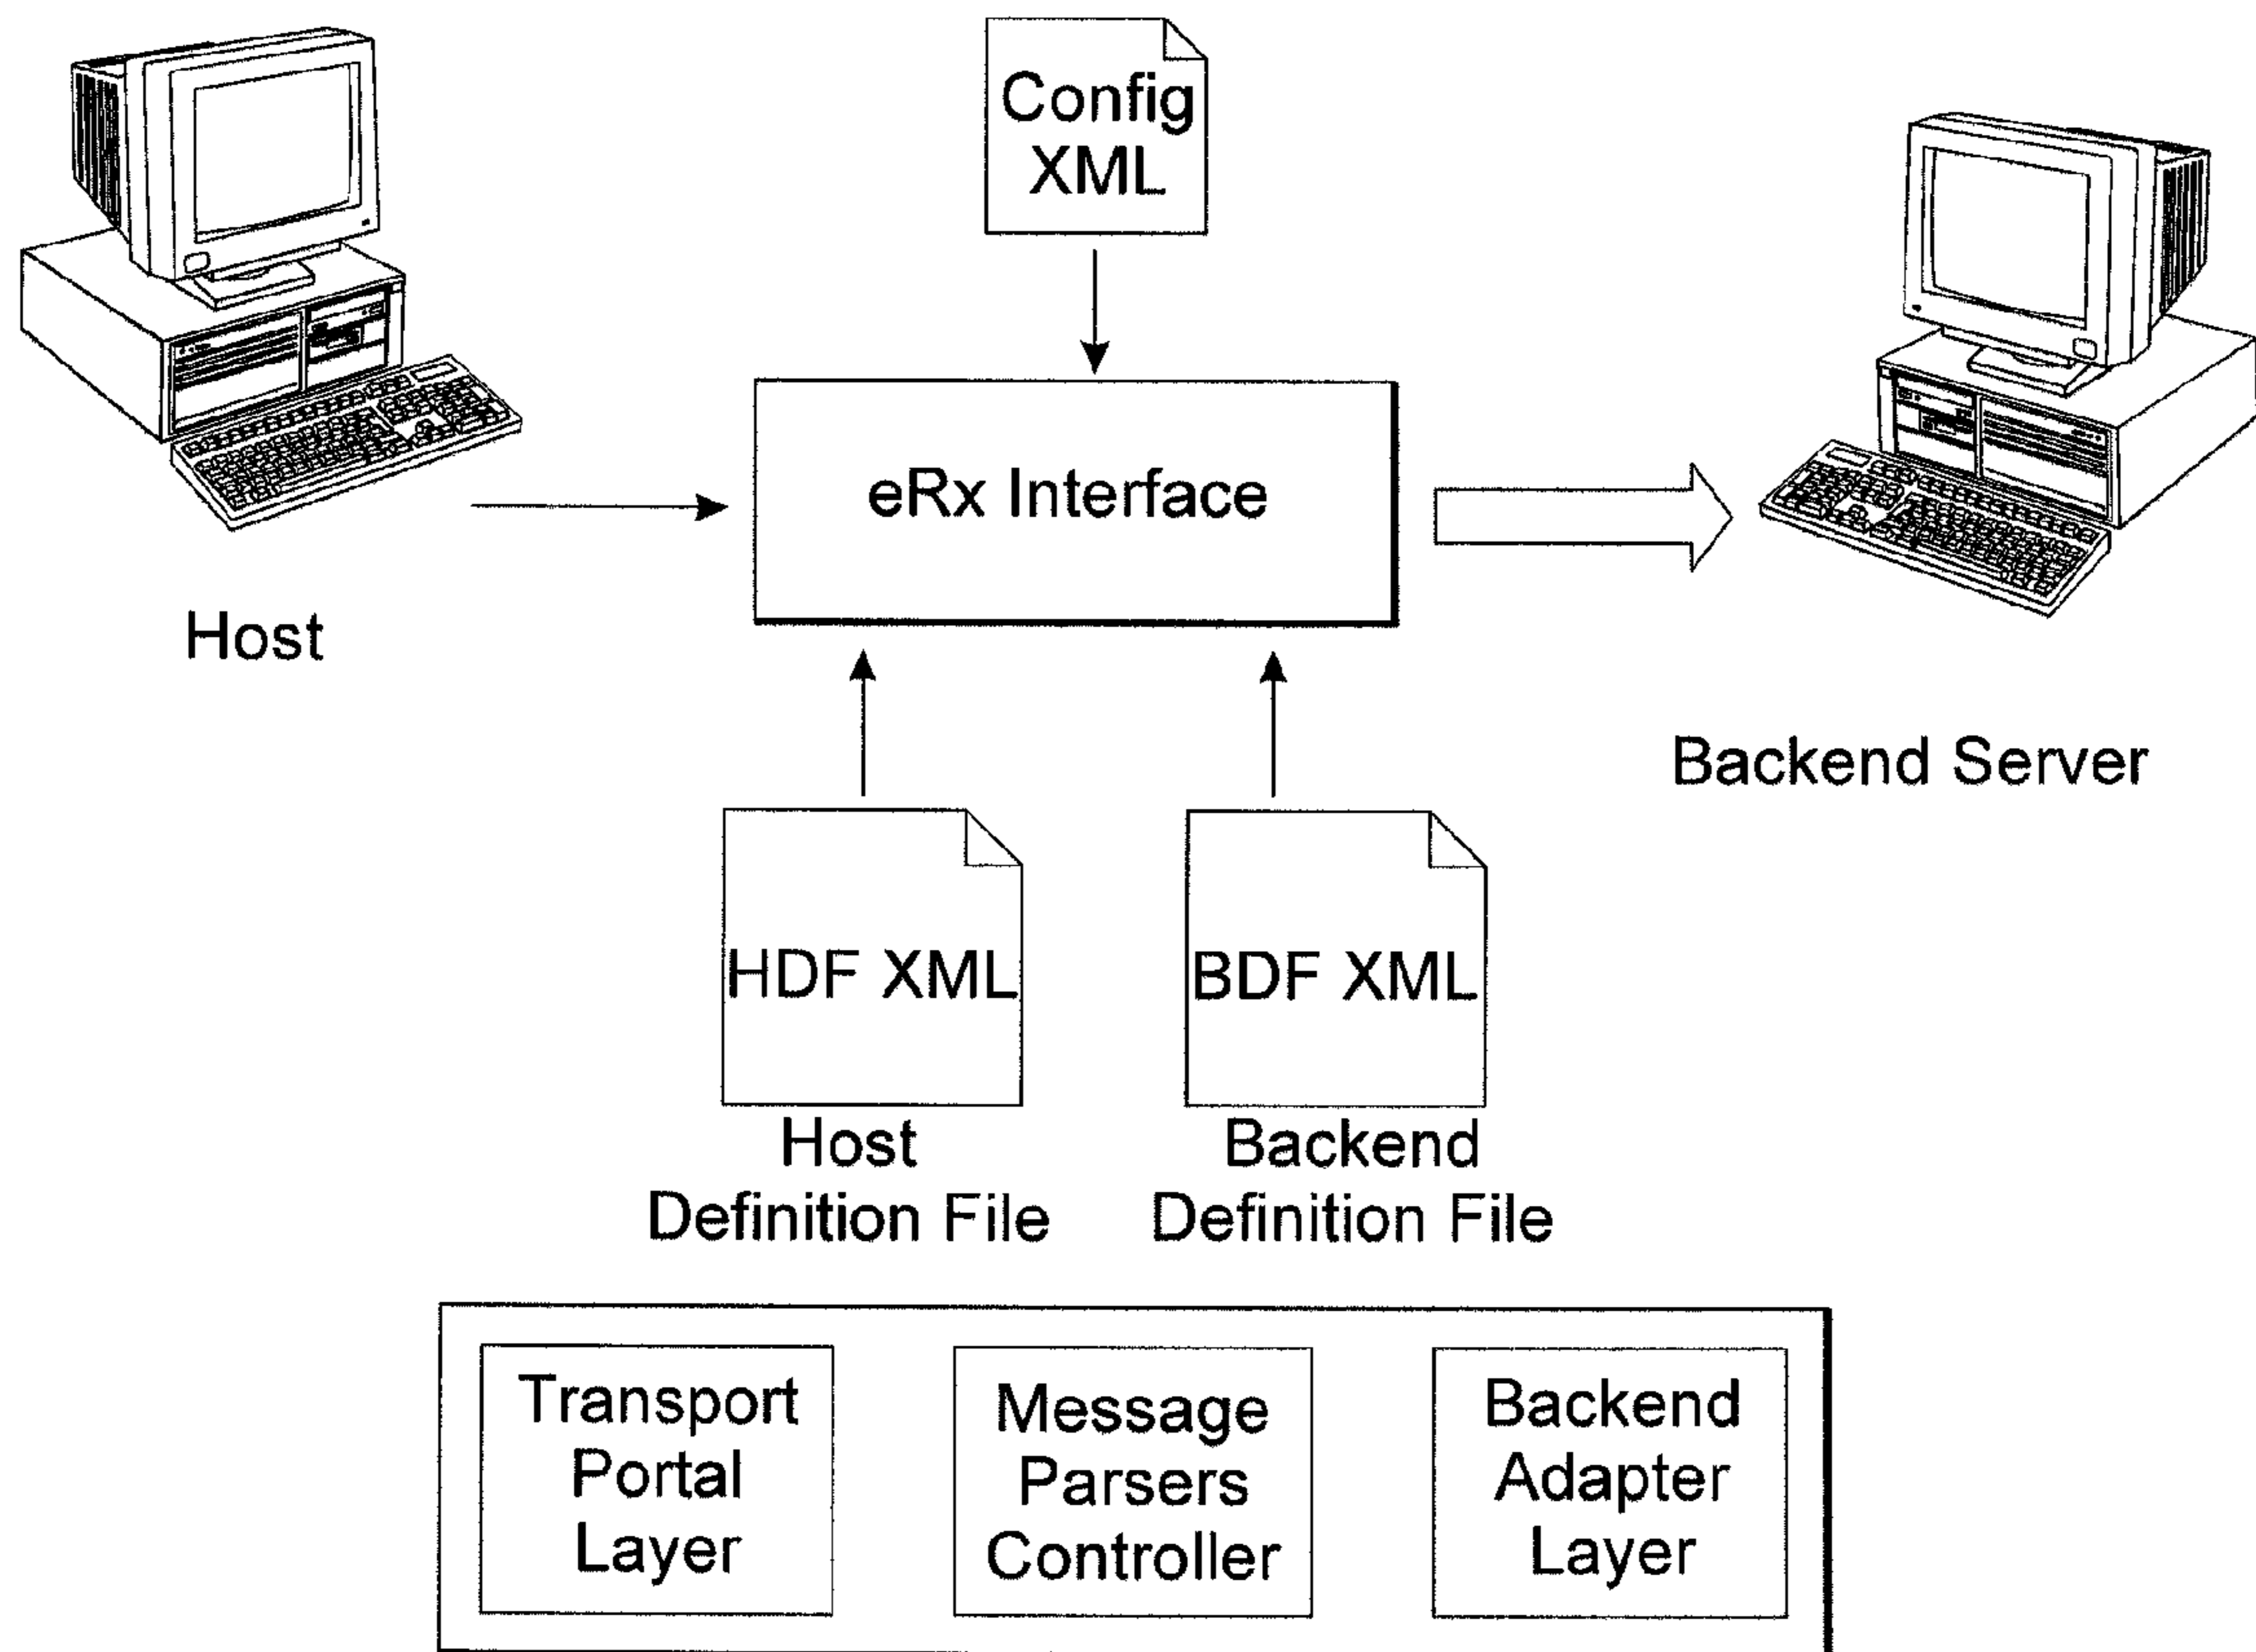 Config
XML
eRx Interface
Host
Backend Server
HDF XML
BDF XML
Host
Definition File
Backend
Definition File
Transport
Portal
Layer
Message
Parsers
Controller
Backend
Adapter
Layer